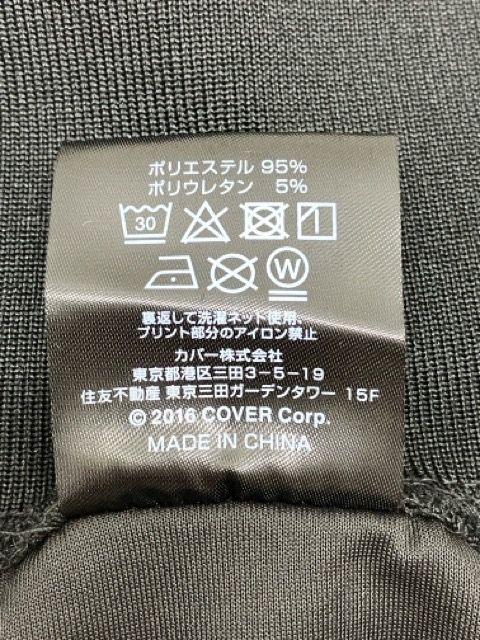 ポリエステル 95%
ポリウレタン 5%
30
W
裏返して洗濯ネット使用、
プリント部分のアイロン禁止
カバー株式会社
東京都港区三田3-5-19
住友不動産 東京三田ガーデンタワー 15F
© 2016 COVER Corp.
MADE IN CHINA